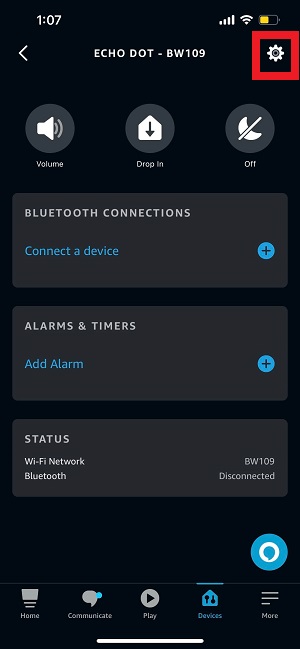 1:07
ECHO DOT - BW109
Volume
Drop In
Off
BLUETOOTH CONNECTIONS
Connect a device
ALARMS & TIMERS
Add Alarm
STATUS
Wi-Fi Network BW109
Bluetooth Disconnected
Home Communicate Play Devices More